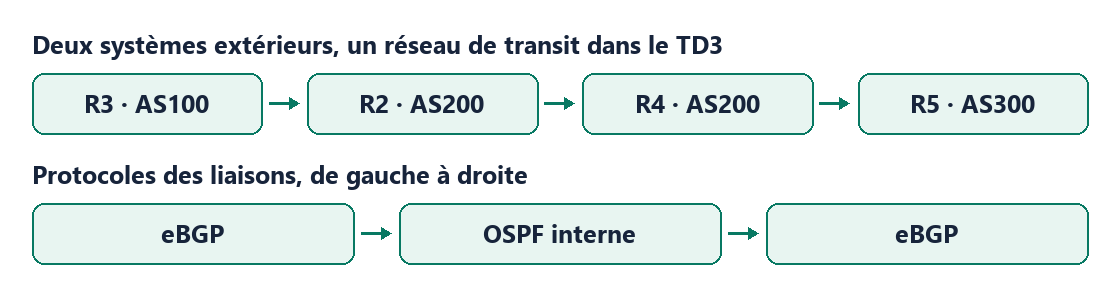 Deux systèmes extérieurs, un réseau de transit dans le TD3
R3 · AS100
R2 · AS200
R4 · AS200
R5 · AS300
Protocoles des liaisons, de gauche à droite
eBGP
OSPF interne
eBGP